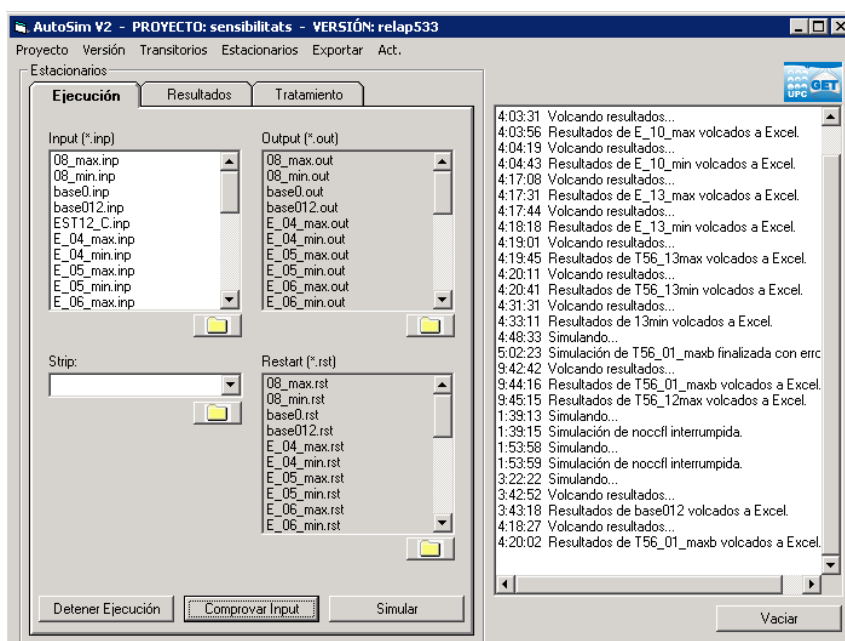 AutoSim V2 - PROYECTO: sensibilitats - VERSIÓN: relap533
Proyecto Versión Transitorios Estacionarios Exportar Act.
Estacionarios
Ejecución Resultados Tratamiento
Input (*.inp)
08_max.inp
08_min.inp
base0.inp
base012.inp
EST12_C.inp
E_04_max.inp
E_04_min.inp
E_05_max.inp
E_05_min.inp
E_06_max.inp
Output (*.out)
08_max.out
08_min.out
base0.out
base012.out
E_04_max.out
E_04_min.out
E_05_max.out
E_05_min.out
E_06_max.out
E_06_min.out
Strip:
Restart (*.rst)
08_max.rst
08_min.rst
base0.rst
base012.rst
E_04_max.rst
E_04_min.rst
E_05_max.rst
E_05_min.rst
E_06_max.rst
E_06_min.rst
Detener Ejecución Comprovar Input Simular
UPC GET
4:03:31 Volcando resultados...
4:03:56 Resultados de E_10_max volcados a Excel.
4:04:19 Volcando resultados...
4:04:43 Resultados de E_10_min volcados a Excel.
4:17:08 Volcando resultados...
4:17:31 Resultados de E_13_max volcados a Excel.
4:17:44 Volcando resultados...
4:18:18 Resultados de E_13_min volcados a Excel.
4:19:01 Volcando resultados...
4:19:45 Resultados de T56_13max volcados a Excel.
4:20:11 Volcando resultados...
4:20:41 Resultados de T56_13min volcados a Excel.
4:31:31 Volcando resultados...
4:33:11 Resultados de 13min volcados a Excel.
4:48:33 Simulando...
5:02:23 Simulación de T56_01_maxb finalizada con errc
9:42:42 Volcando resultados...
9:44:16 Resultados de T56_01_maxb volcados a Excel.
9:45:15 Resultados de T56_12max volcados a Excel.
1:39:13 Simulando...
1:39:15 Simulación de noccfl interrumpida.
1:53:58 Simulando...
1:53:59 Simulación de noccfl interrumpida.
3:22:22 Simulando...
3:42:52 Volcando resultados...
3:43:18 Resultados de base012 volcados a Excel.
4:18:27 Volcando resultados...
4:20:02 Resultados de T56_01_maxb volcados a Excel.
Vaciar